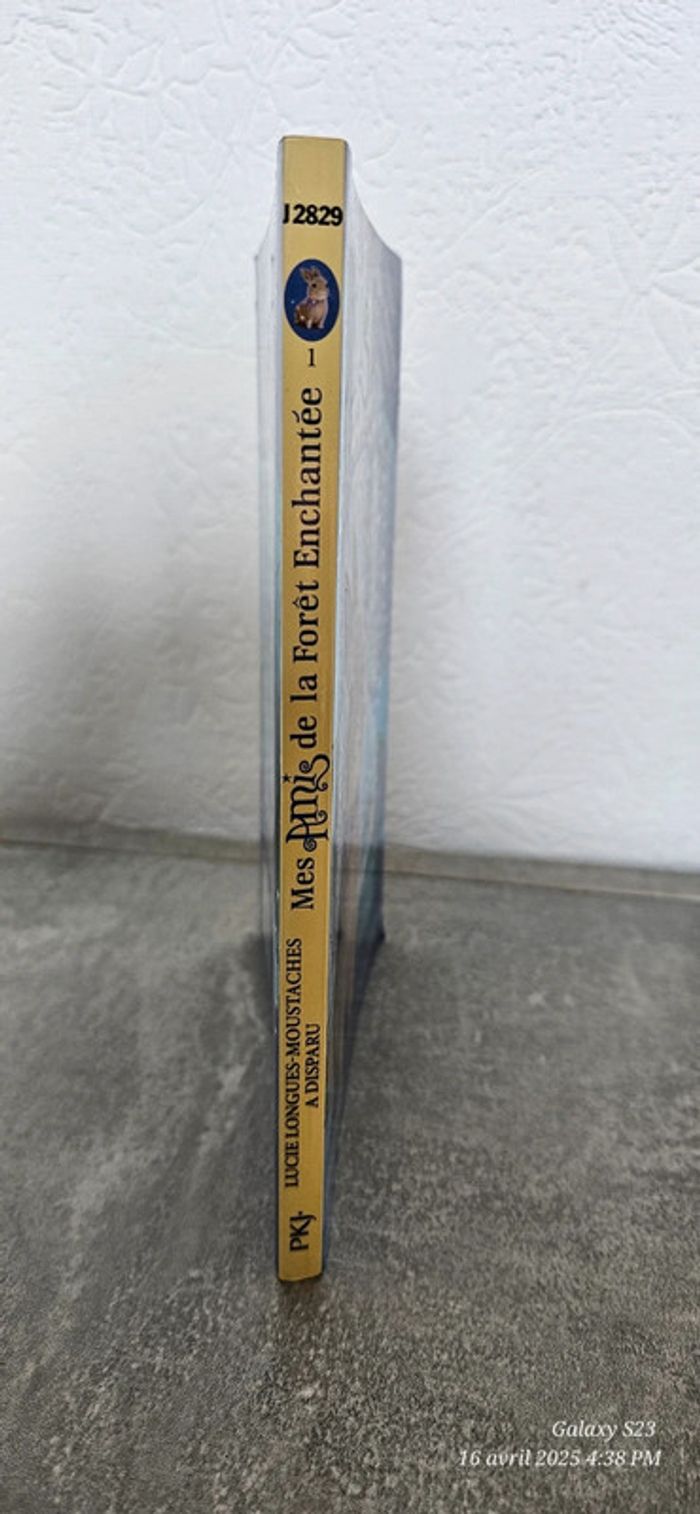 J2829
1
Mes Amis de la Forêt Enchantée
LUCIE LONGUES-MOUSTACHES
A DISPARU
PKJ·
Galaxy S23
16 avril 2025 4:38 PM